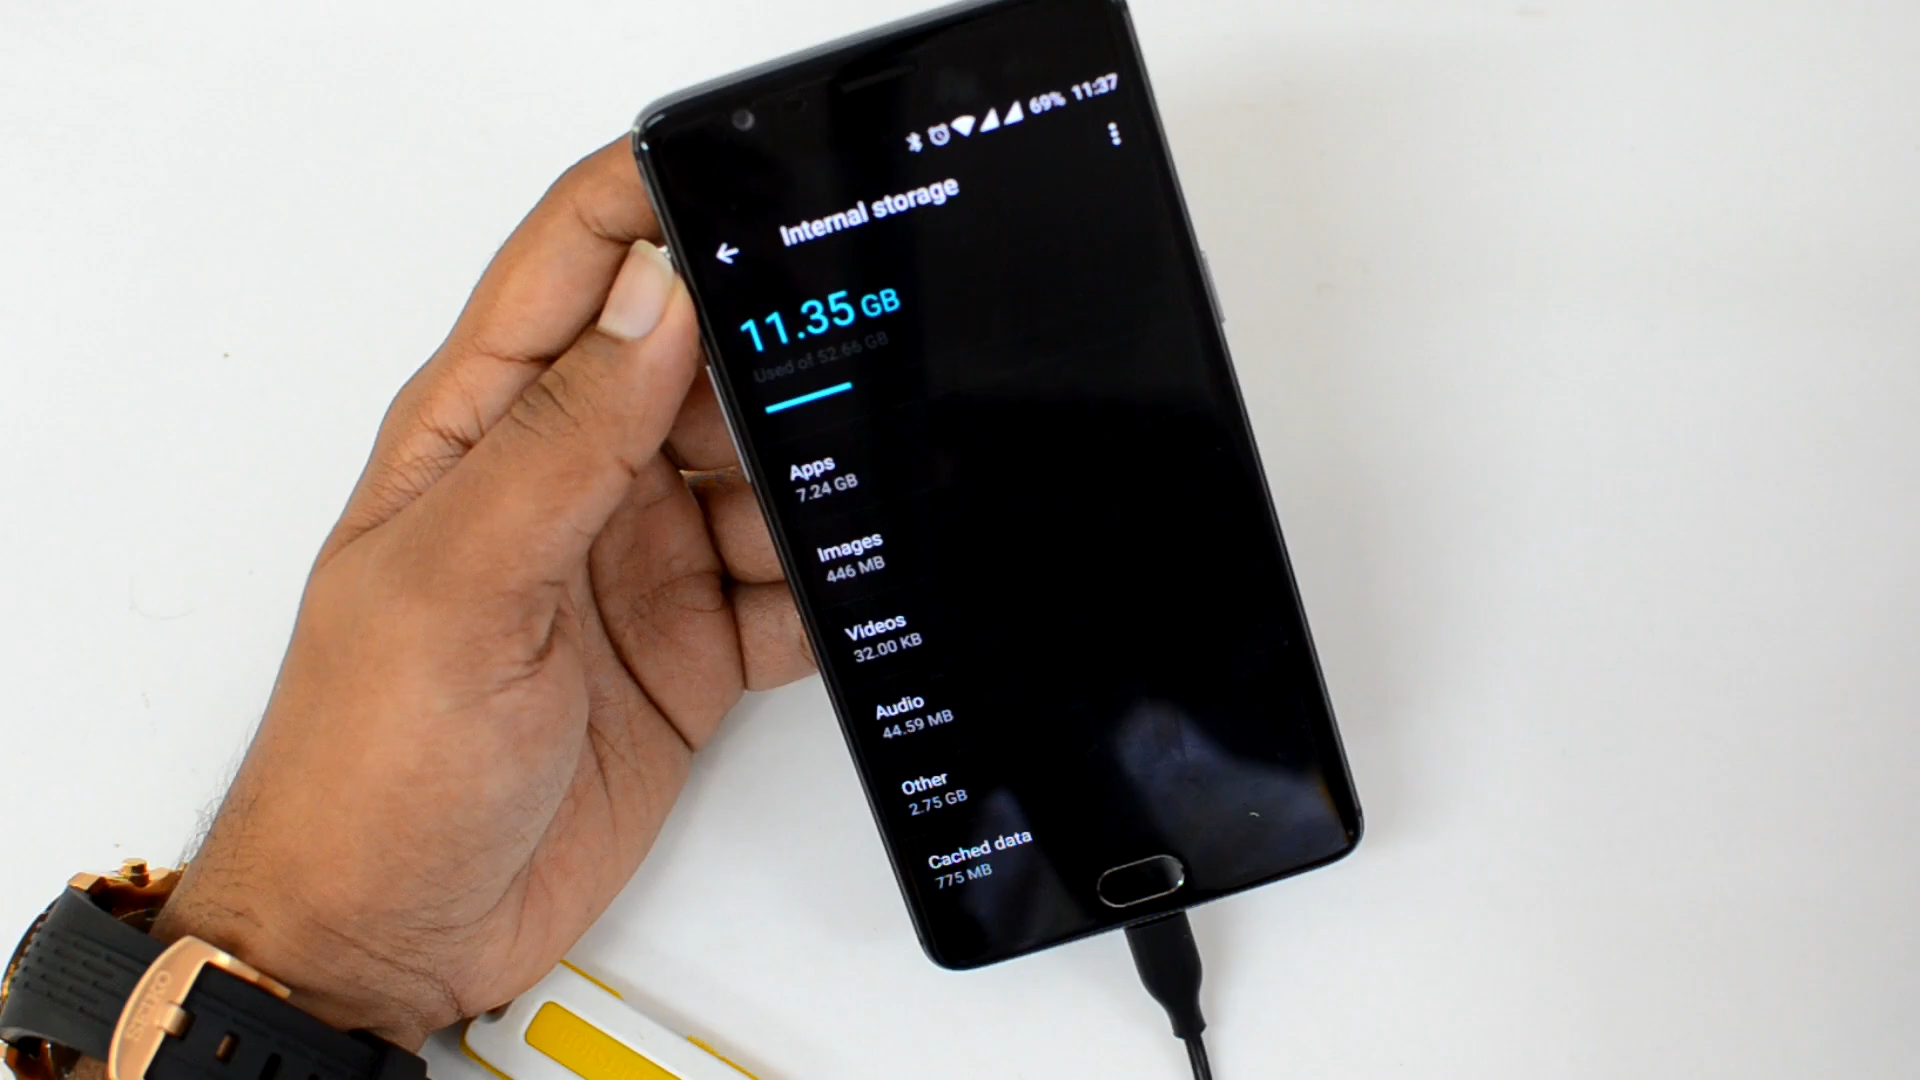 69% 11:37
Internal storage
11.35 GB
Used of 52.66 GB
Apps
7.24 GB
Images
446 MB
Videos
32.00 KB
Audio
44.59 MB
Other
2.75 GB
Cached data
775 MB